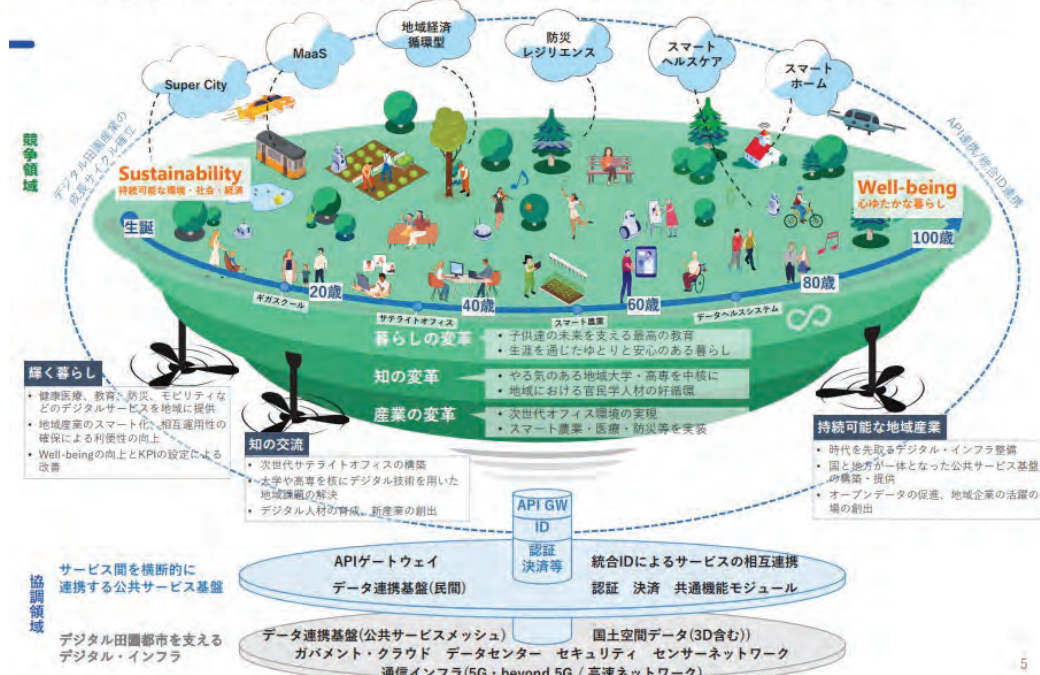 Super City
MaaS
地域経済
循環型
防災
レジリエンス
スマート
ヘルスケア
スマート
ホーム
競争領域
デジタル田園産業の
成長サイクル確立
API連携/統合ID連携
Sustainability
持続可能な環境・社会・経済
Well-being
心ゆたかな暮らし
生誕
20歳
40歳
60歳
80歳
100歳
ギガスクール
サテライトオフィス
スマート農業
データヘルスシステム
暮らしの変革
• 子供達の未来を支える最高の教育
• 生涯を通じたゆとりと安心のある暮らし
知の変革
• やる気のある地域大学・高専を中核に
• 地域における官民学人材の好循環
産業の変革
• 次世代オフィス環境の実現
• スマート農業・医療・防災等を実装
輝く暮らし
• 健康医療、教育、防災、モビリティな
どのデジタルサービスを地域に提供
• 地域産業のスマート化、相互運用性の
確保による利便性の向上
• Well-beingの向上とKPIの設定による
改善
知の交流
• 次世代サテライトオフィスの構築
• 大学や高専を核にデジタル技術を用いた
地域課題の解決
• デジタル人材の育成、新産業の創出
持続可能な地域産業
• 時代を先取るデジタル・インフラ整備
• 国と地方が一体となった公共サービス基盤
の構築・提供
• オープンデータの促進、地域企業の活躍の
場の創出
API GW
ID
認証
決済等
協調領域
サービス間を横断的に
連携する公共サービス基盤
APIゲートウェイ
統合IDによるサービスの相互連携
データ連携基盤(民間)
認証 決済 共通機能モジュール
デジタル田園都市を支える
デジタル・インフラ
データ連携基盤(公共サービスメッシュ)
国土空間データ(3D含む))
ガバメント・クラウド データセンター セキュリティ センサーネットワーク
通信インフラ(5G・beyond 5G / 高速ネットワーク)
5